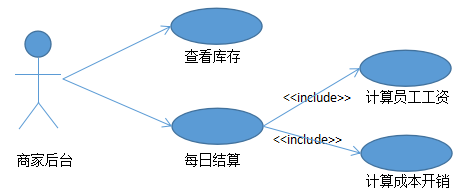 查看库存
<<include>>
计算员工工资
<<include>>
商家后台
每日结算
计算成本开销